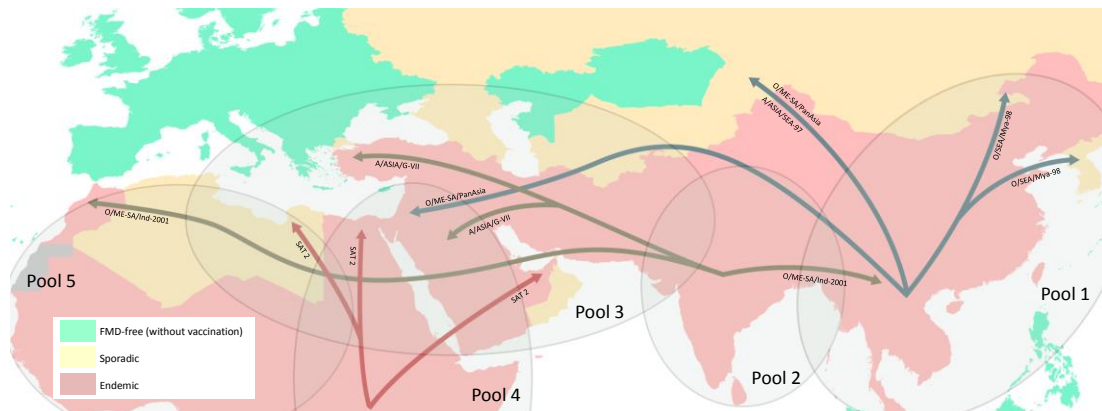 O/ME-SA/PanAsia
A/ASIA/SEA-97
O/SEA/Mya-98
O/SEA/Mya-98
A/ASIA/G-VII
O/ME-SA/PanAsia
A/ASIA/G-VII
O/ME-SA/Ind-2001
SAT 2
SAT 2
SAT 2
O/ME-SA/Ind-2001
Pool 5
Pool 3
Pool 1
Pool 2
Pool 4
FMD-free (without vaccination)
Sporadic
Endemic